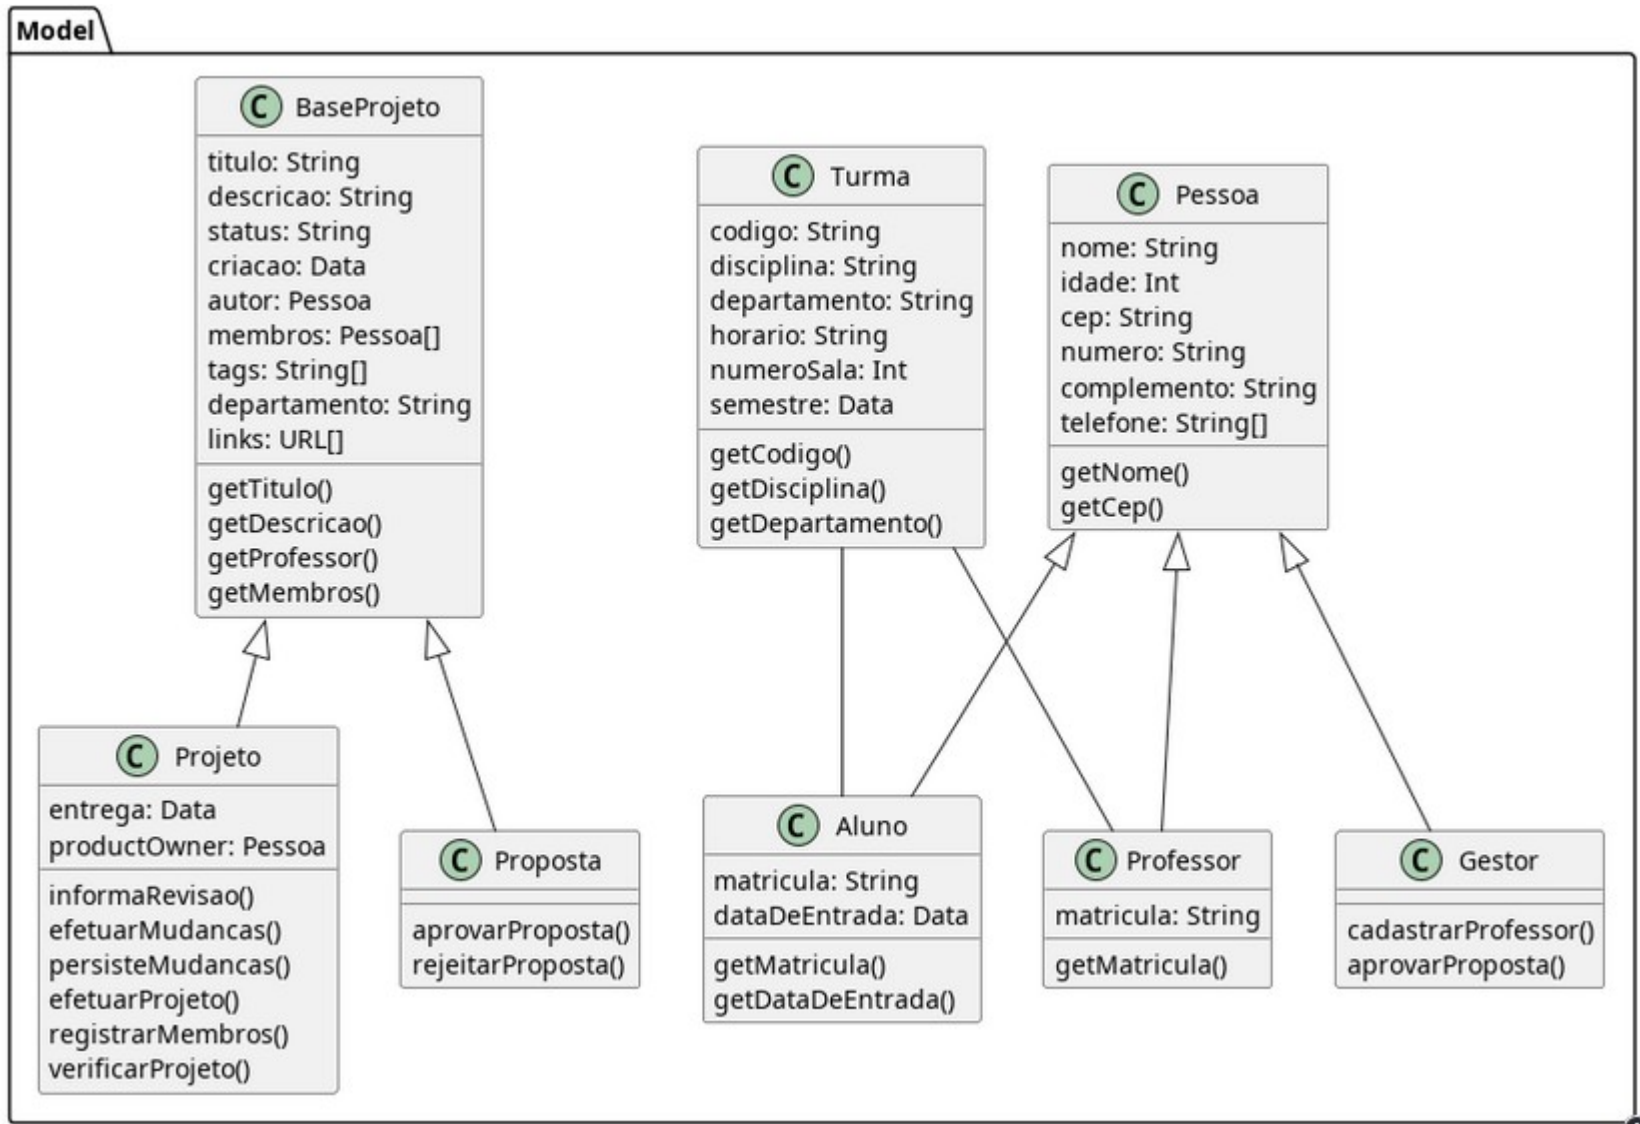 Model
C BaseProjeto
titulo: String
descricao: String
status: String
criacao: Data
autor: Pessoa
membros: Pessoa[]
tags: String[]
departamento: String
links: URL[]
getTitulo()
getDescricao()
getProfessor()
getMembros()
C Turma
codigo: String
disciplina: String
departamento: String
horario: String
numeroSala: Int
semestre: Data
getCodigo()
getDisciplina()
getDepartamento()
C Pessoa
nome: String
idade: Int
cep: String
numero: String
complemento: String
telefone: String[]
getNome()
getCep()
C Projeto
entrega: Data
productOwner: Pessoa
informaRevisao()
efetuarMudancas()
persisteMudancas()
efetuarProjeto()
registrarMembros()
verificarProjeto()
C Proposta
aprovarProposta()
rejeitarProposta()
C Aluno
matricula: String
dataDeEntrada: Data
getMatricula()
getDataDeEntrada()
C Professor
matricula: String
getMatricula()
C Gestor
cadastrarProfessor()
aprovarProposta()